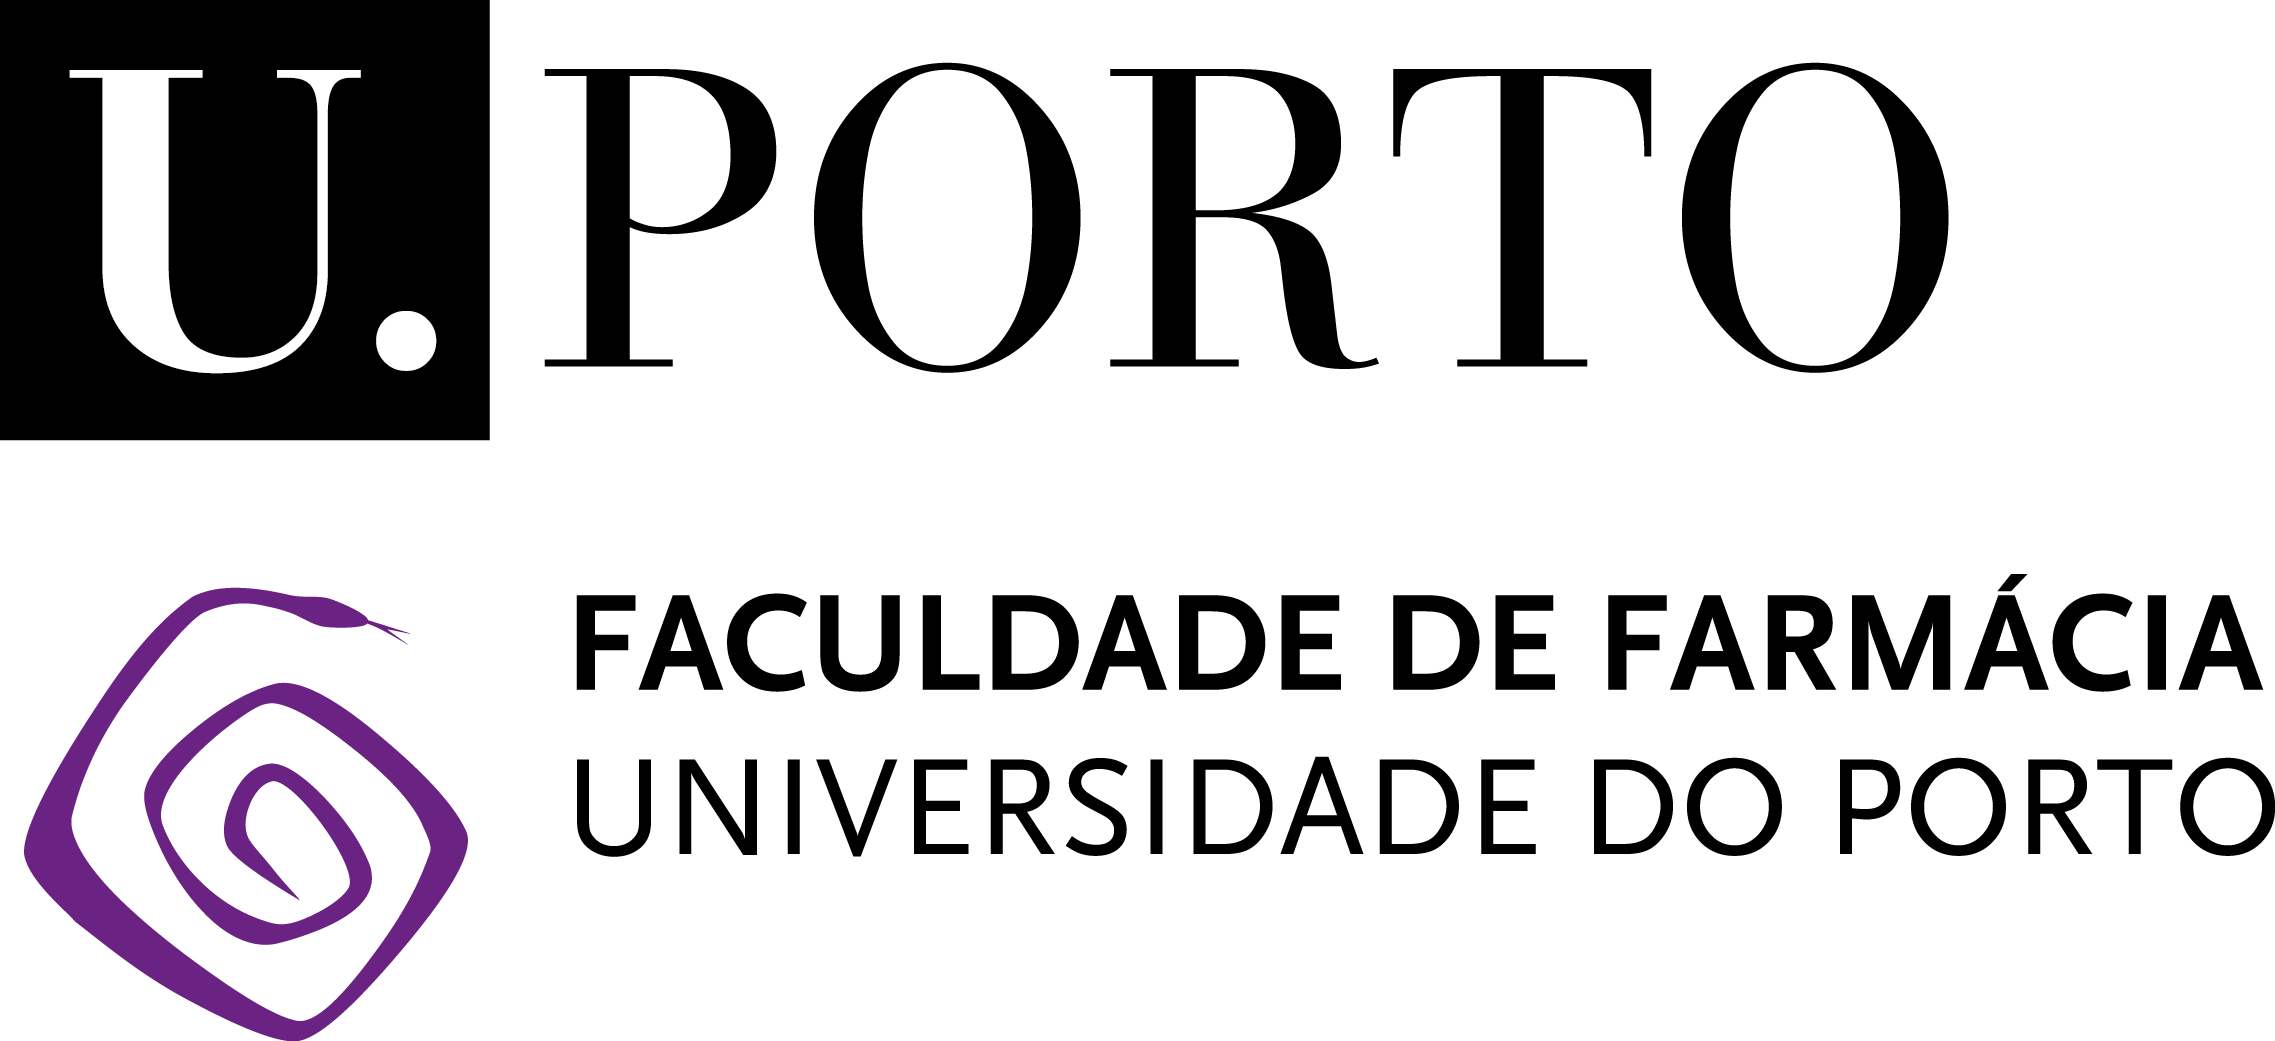 U. PORTO
FACULDADE DE FARMÁCIA
UNIVERSIDADE DO PORTO